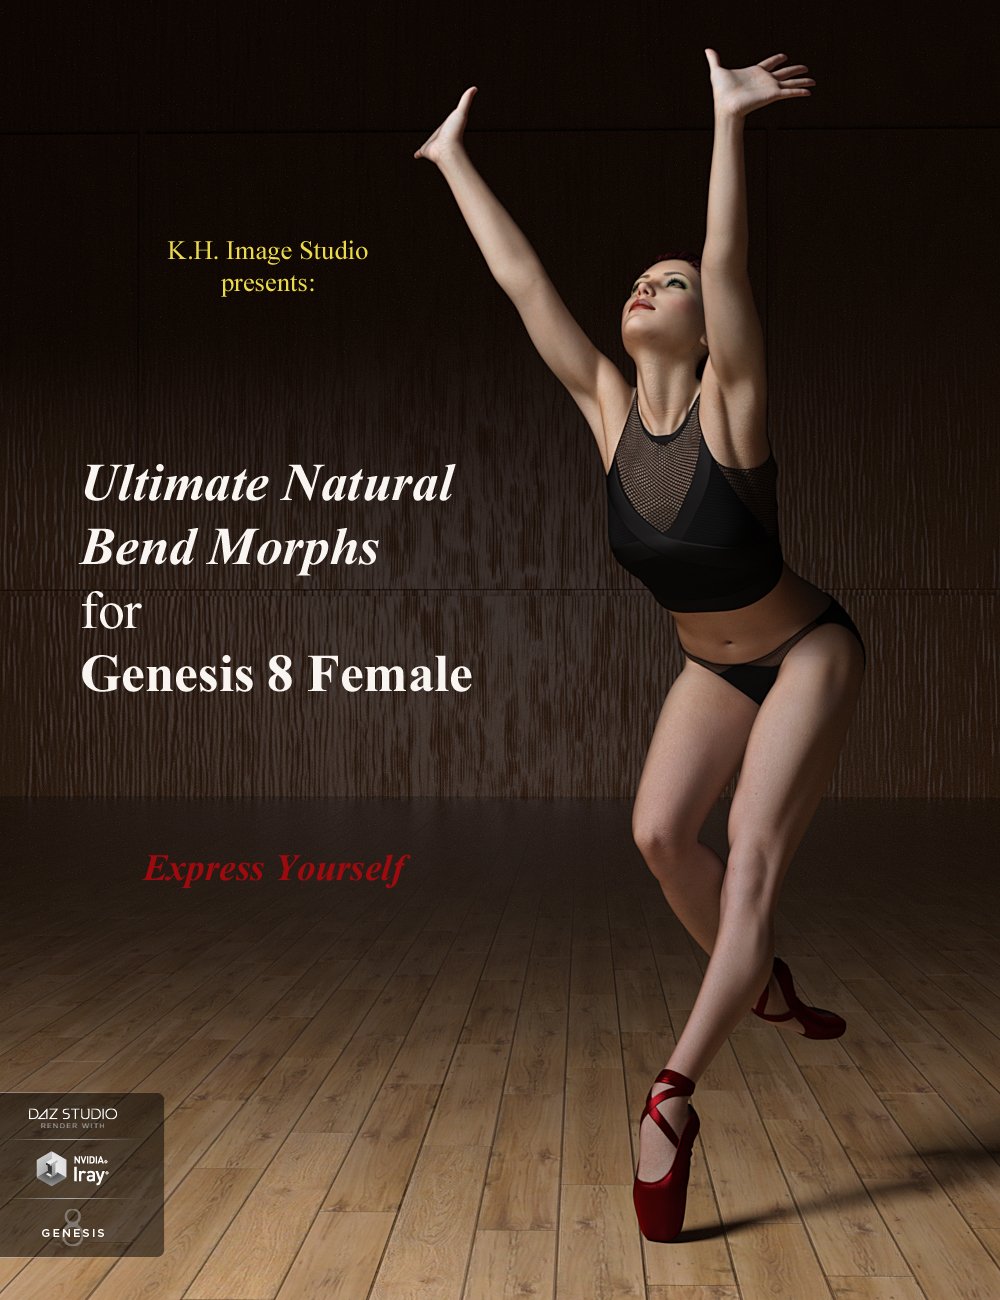 K.H. Image Studio
presents:
Ultimate Natural
Bend Morphs
for
Genesis 8 Female
Express Yourself
DAZ STUDIO
RENDER WITH
NVIDIA®
Iray®
8
GENESIS